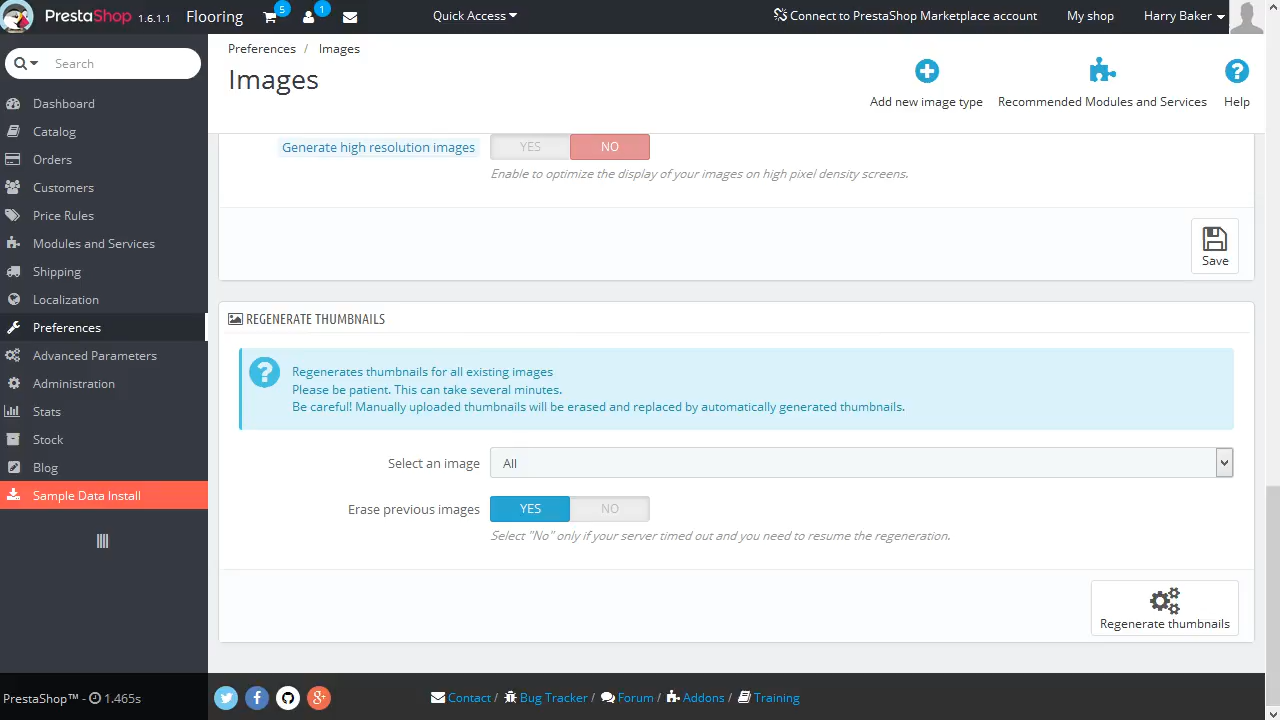 PrestaShop 1.6.1.1 Flooring 5 1 Quick Access Connect to PrestaShop Marketplace account My shop Harry Baker
Search
Dashboard
Catalog
Orders
Customers
Price Rules
Modules and Services
Shipping
Localization
Preferences
Advanced Parameters
Administration
Stats
Stock
Blog
Sample Data Install
PrestaShop™ - 1.465s
Preferences / Images
Images
Add new image type Recommended Modules and Services Help
Generate high resolution images YES NO
Enable to optimize the display of your images on high pixel density screens.
Save
REGENERATE THUMBNAILS
Regenerates thumbnails for all existing images
Please be patient. This can take several minutes.
Be careful! Manually uploaded thumbnails will be erased and replaced by automatically generated thumbnails.
Select an image All
Erase previous images YES NO
Select "No" only if your server timed out and you need to resume the regeneration.
Regenerate thumbnails
Contact / Bug Tracker / Forum / Addons / Training